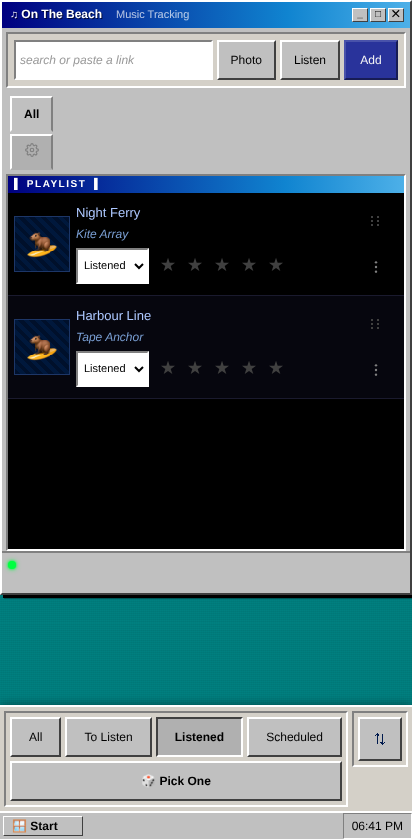 ♫ On The Beach Music Tracking
search or paste a link
Photo
Listen
Add
All
PLAYLIST
Night Ferry
Kite Array
Listened
Harbour Line
Tape Anchor
Listened
All
To Listen
Listened
Scheduled
Pick One
Start
06:41 PM